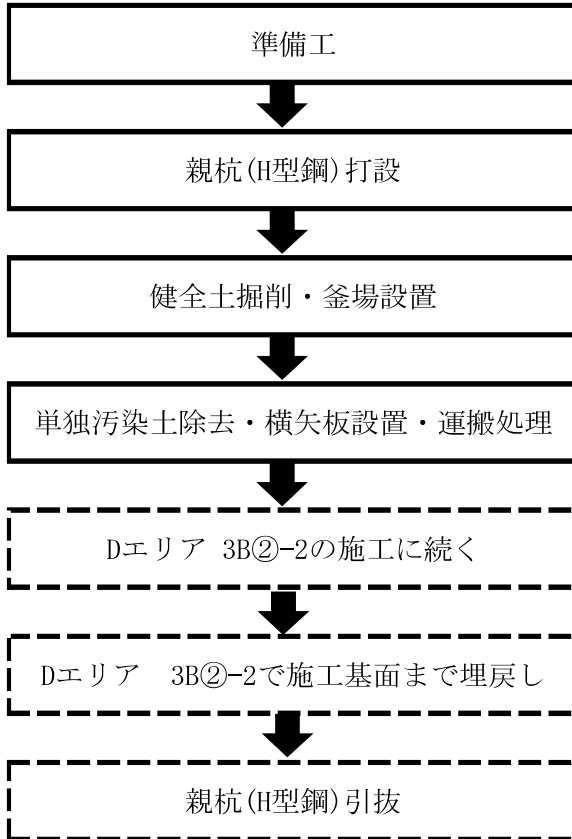 準備工
親杭(H型鋼)打設
健全土掘削・釜場設置
単独汚染土除去・横矢板設置・運搬処理
Dエリア 3B②-2の施工に続く
Dエリア　3B②-2で施工基面まで埋戻し
親杭(H型鋼)引抜